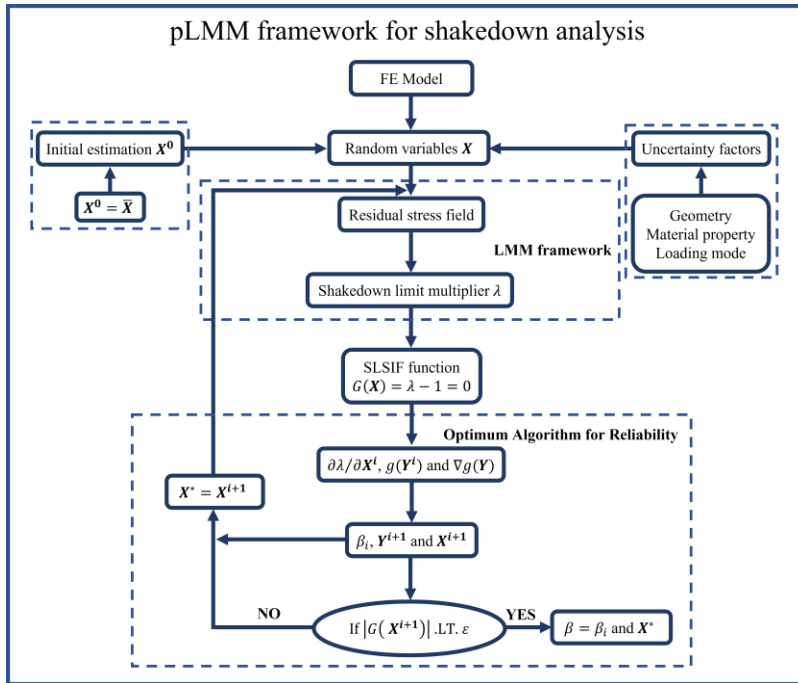 pLMM framework for shakedown analysis
FE Model
Initial estimation X⁰
Random variables X
Uncertainty factors
X⁰ = X̄
Residual stress field
Geometry
Material property
Loading mode
LMM framework
Shakedown limit multiplier λ
SLSIF function
G(X) = λ − 1 = 0
Optimum Algorithm for Reliability
∂λ/∂Xⁱ, g(Yⁱ) and ∇g(Y)
X* = Xⁱ⁺¹
βᵢ, Yⁱ⁺¹ and Xⁱ⁺¹
NO
If |G( Xⁱ⁺¹)| .LT. ε
YES
β = βᵢ and X*